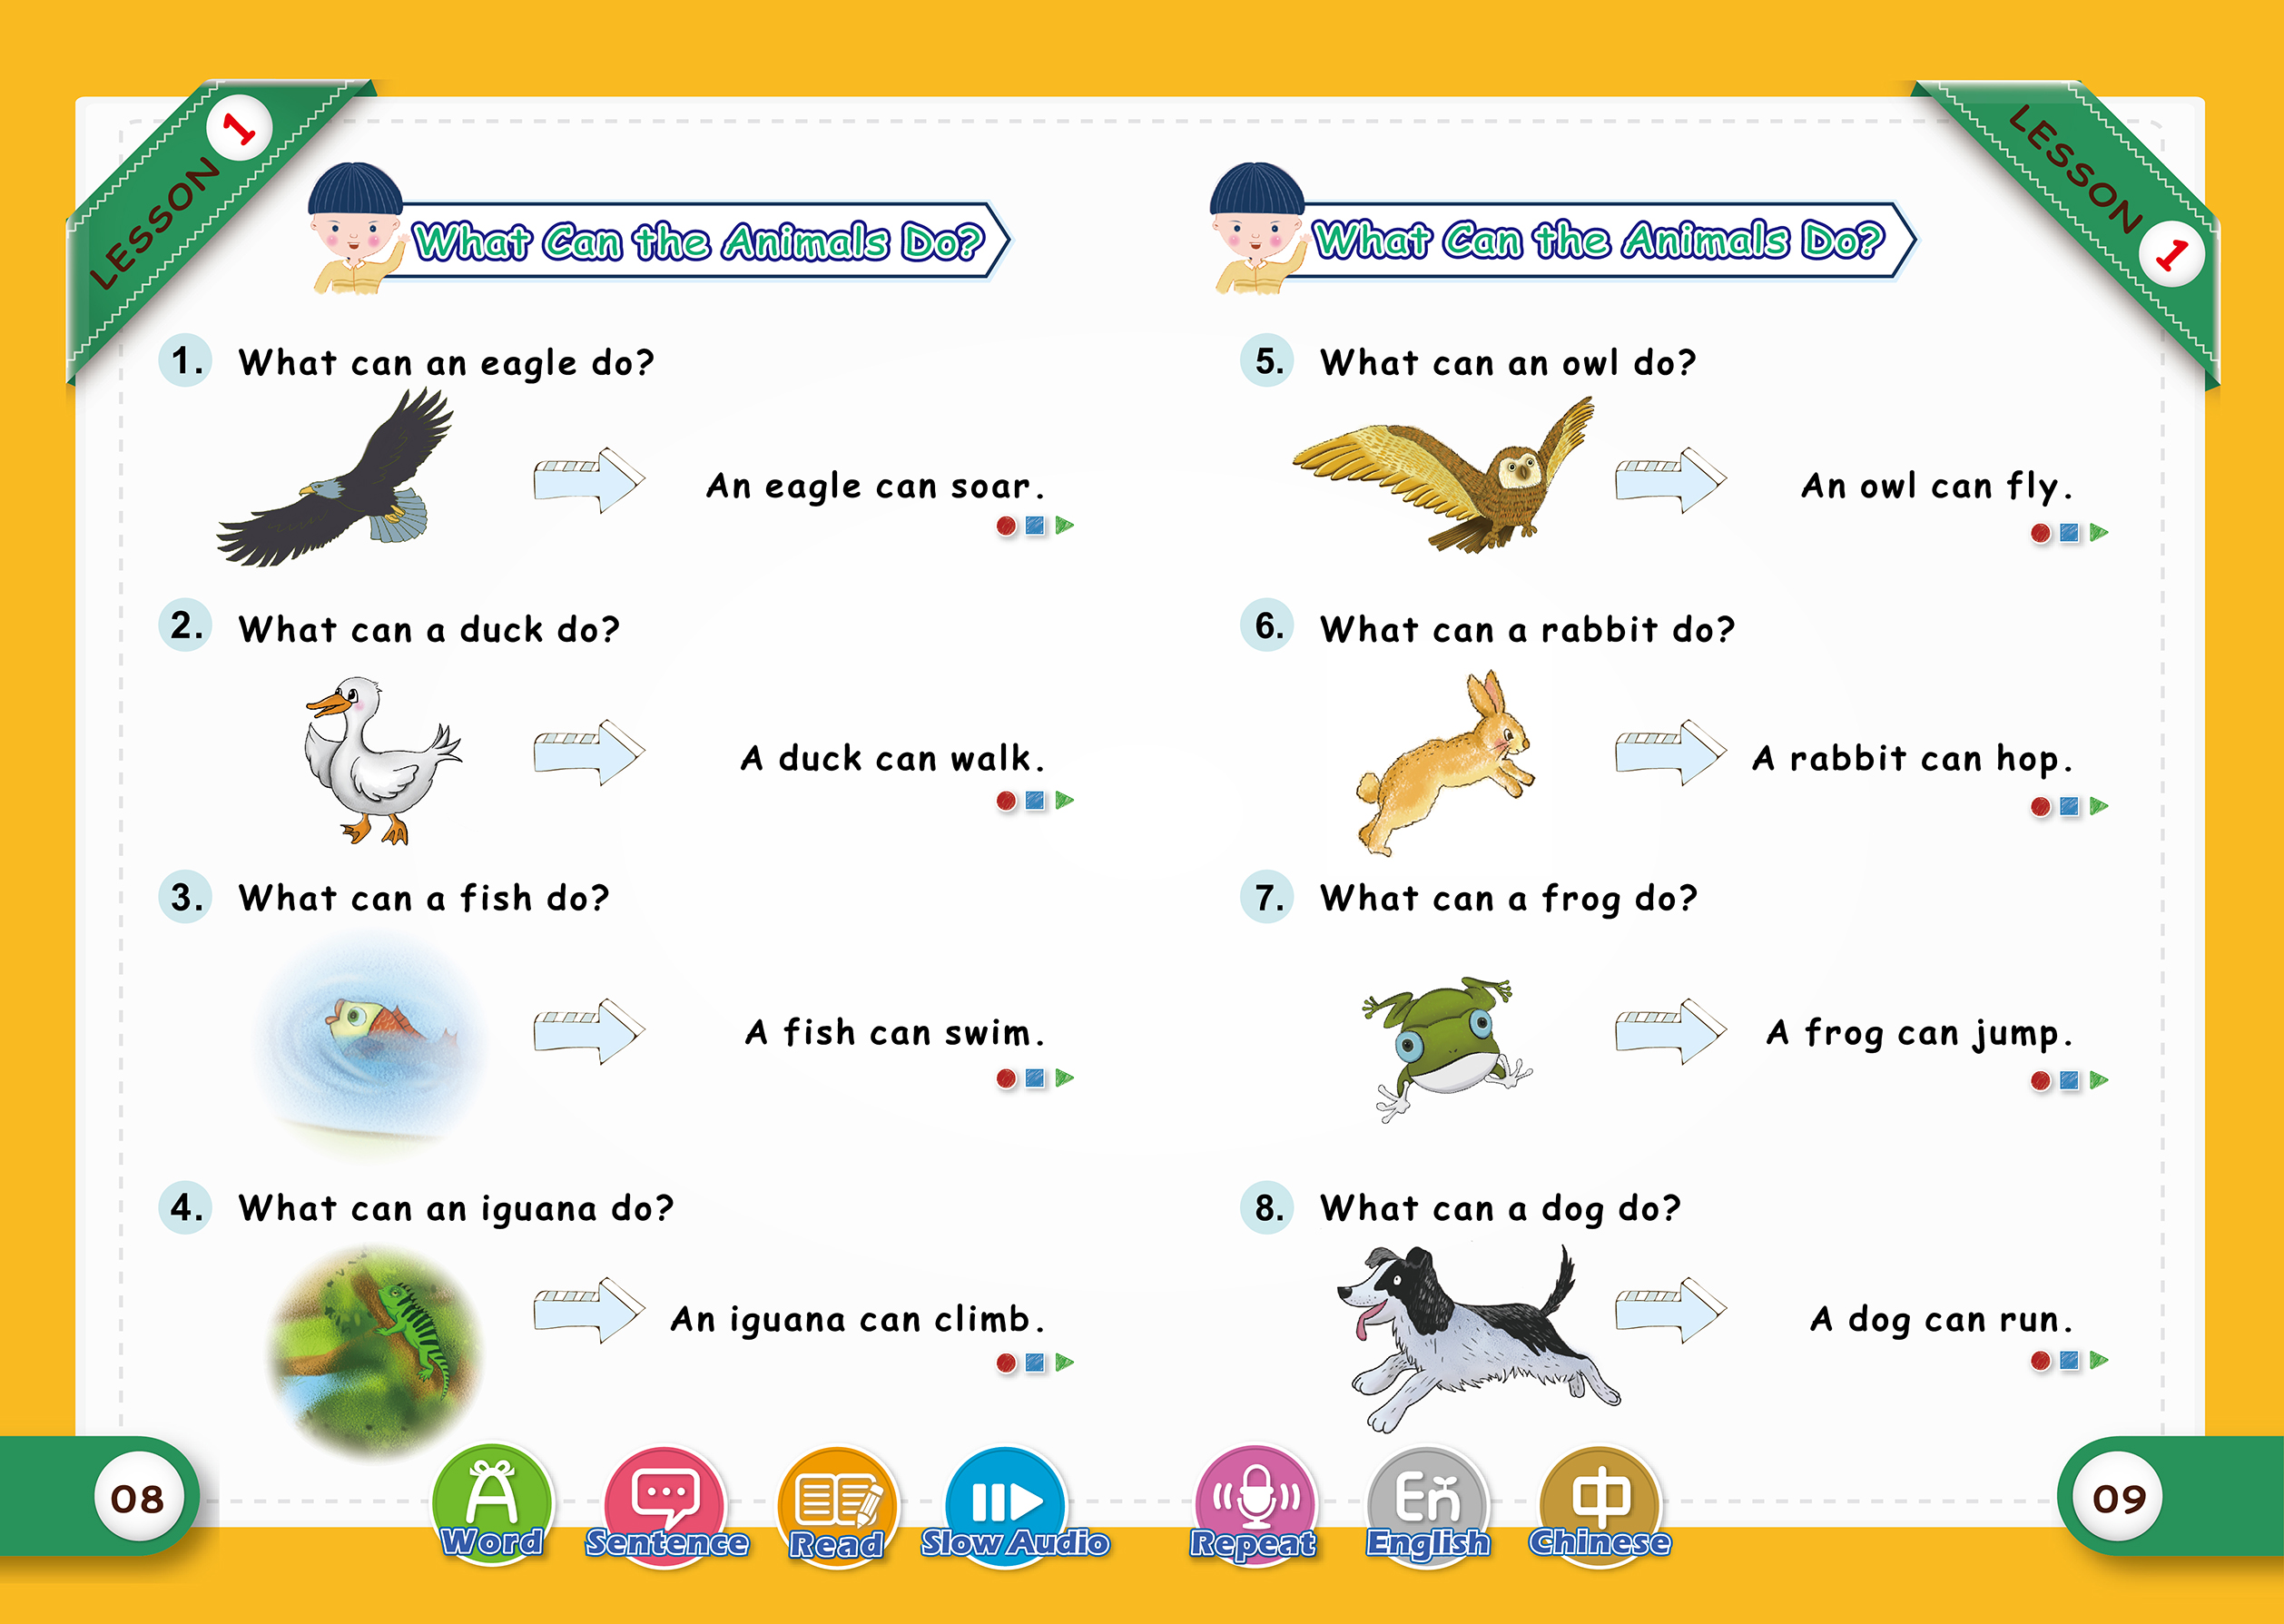 LESSON 1
What Can the Animals Do?
1. What can an eagle do?
An eagle can soar.
2. What can a duck do?
A duck can walk.
3. What can a fish do?
A fish can swim.
4. What can an iguana do?
An iguana can climb.
08
LESSON 1
What Can the Animals Do?
5. What can an owl do?
An owl can fly.
6. What can a rabbit do?
A rabbit can hop.
7. What can a frog do?
A frog can jump.
8. What can a dog do?
A dog can run.
09
A
Word
Sentence
Read
Slow Audio
Repeat
En
English
中
Chinese